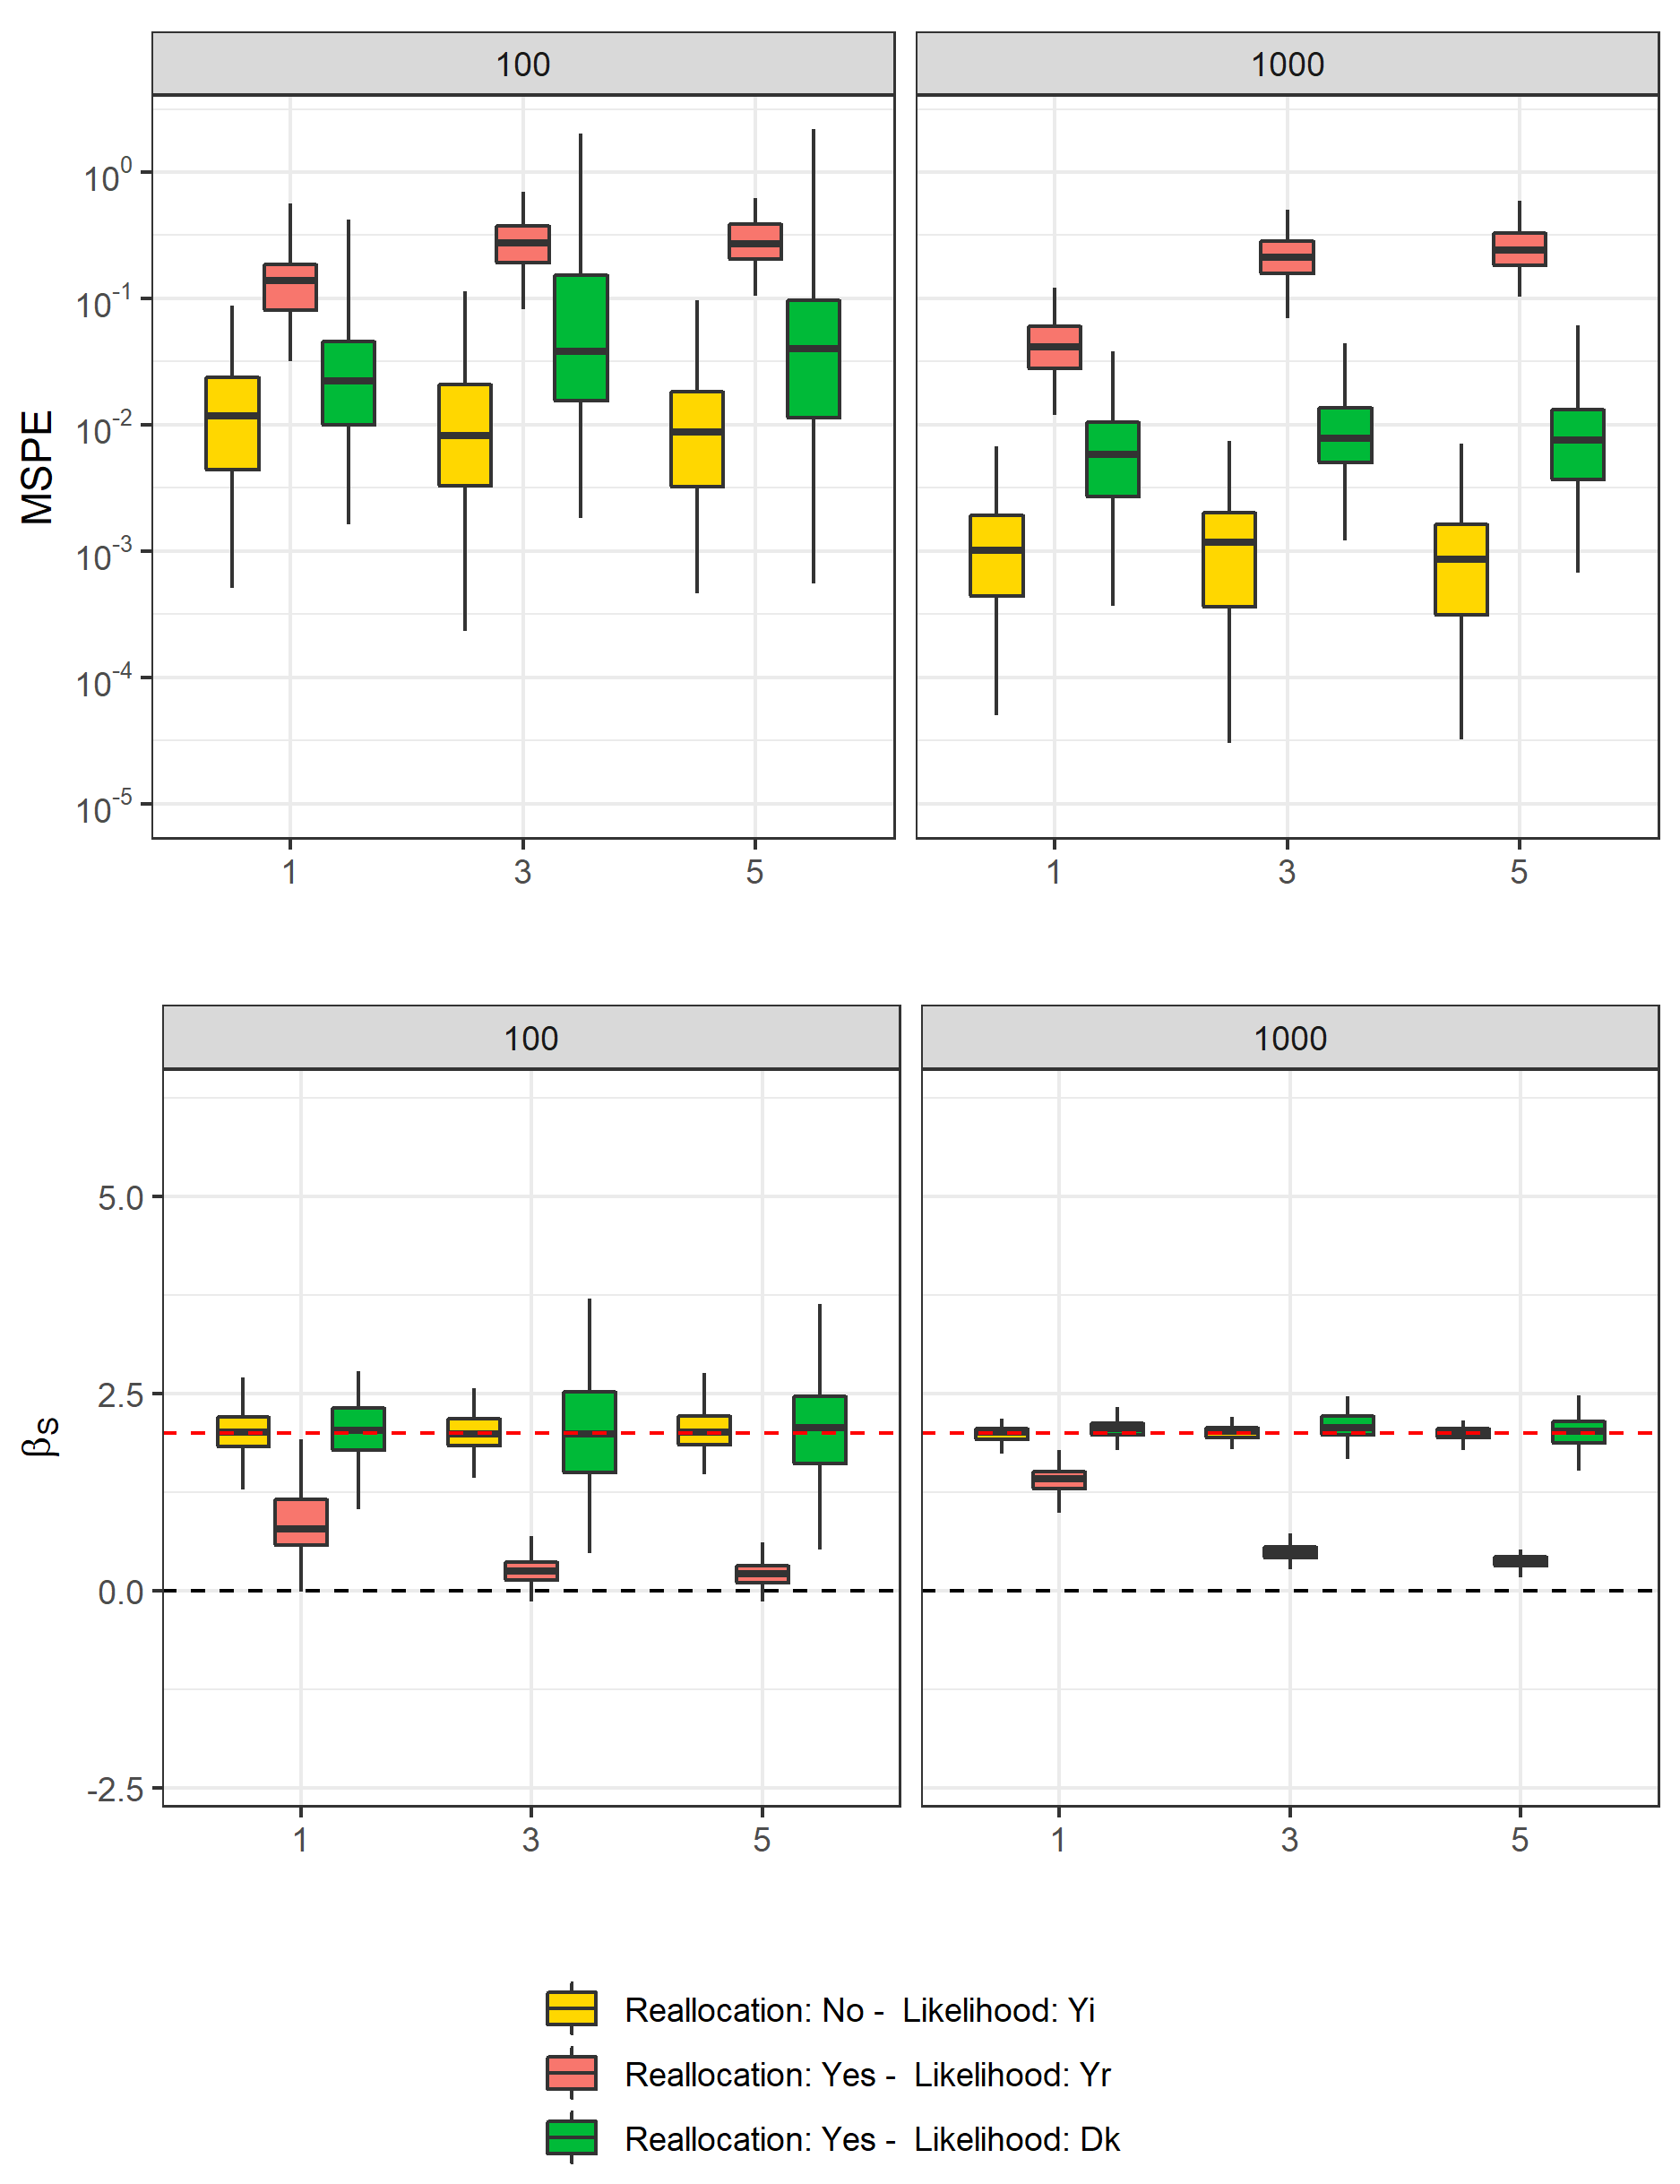 100 1000
MSPE
10^0
10^-1
10^-2
10^-3
10^-4
10^-5
1 3 5 1 3 5
100 1000
βs
5.0
2.5
0.0
-2.5
1 3 5 1 3 5
Reallocation: No - Likelihood: Yi
Reallocation: Yes - Likelihood: Yr
Reallocation: Yes - Likelihood: Dk